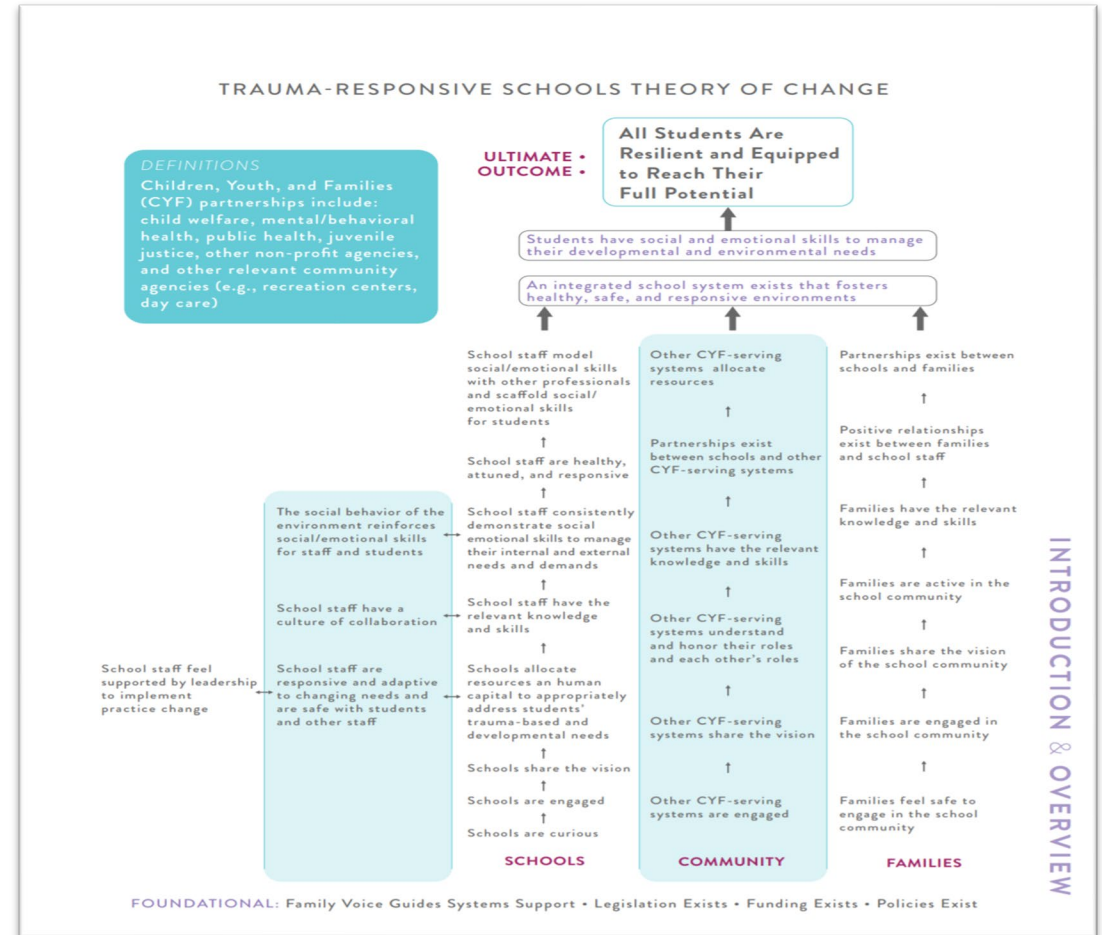 TRAUMA-RESPONSIVE SCHOOLS THEORY OF CHANGE
DEFINITIONS
Children, Youth, and Families
(CYF) partnerships include:
child welfare, mental/behavioral
health, public health, juvenile
justice, other non-profit agencies,
and other relevant community
agencies (e.g., recreation centers,
day care)
ULTIMATE •
OUTCOME •
All Students Are
Resilient and Equipped
to Reach Their
Full Potential
Students have social and emotional skills to manage
their developmental and environmental needs
An integrated school system exists that fosters
healthy, safe, and responsive environments
School staff feel
supported by leadership
to implement
practice change
The social behavior of the
environment reinforces
social/emotional skills
for staff and students
School staff have a
culture of collaboration
School staff are
responsive and adaptive
to changing needs and
are safe with students
and other staff
School staff model
social/emotional skills
with other professionals
and scaffold social/
emotional skills
for students
School staff are healthy,
attuned, and responsive
School staff consistently
demonstrate social
emotional skills to manage
their internal and external
needs and demands
School staff have the
relevant knowledge
and skills
Schools allocate
resources an human
capital to appropriately
address students'
trauma-based and
developmental needs
Schools share the vision
Schools are engaged
Schools are curious
SCHOOLS
Other CYF-serving
systems allocate
resources
Partnerships exist
between schools and other
CYF-serving systems
Other CYF-serving
systems have the relevant
knowledge and skills
Other CYF-serving
systems understand
and honor their roles
and each other's roles
Other CYF-serving
systems share the vision
Other CYF-serving
systems are engaged
COMMUNITY
Partnerships exist between
schools and families
Positive relationships
exist between families
and school staff
Families have the relevant
knowledge and skills
Families are active in the
school community
Families share the vision
of the school community
Families are engaged in
the school community
Families feel safe to
engage in the school
community
FAMILIES
INTRODUCTION & OVERVIEW
FOUNDATIONAL: Family Voice Guides Systems Support • Legislation Exists • Funding Exists • Policies Exist